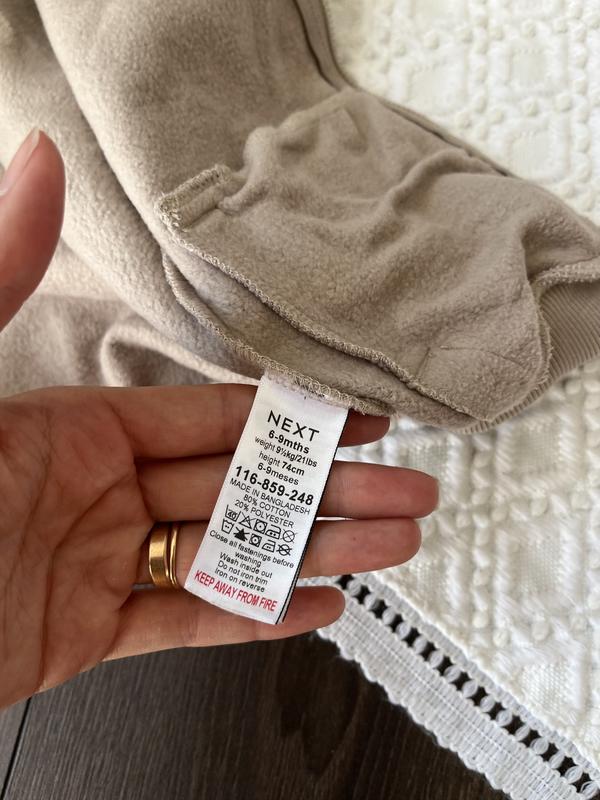 NEXT
6-9mths
weight 9½kg/21lbs
height 74cm
6-9meses
116-859-248
MADE IN BANGLADESH
80% COTTON
20% POLYESTER
40
Close all fastenings before
washing
Wash inside out
Do not iron trim
Iron on reverse
KEEP AWAY FROM FIRE